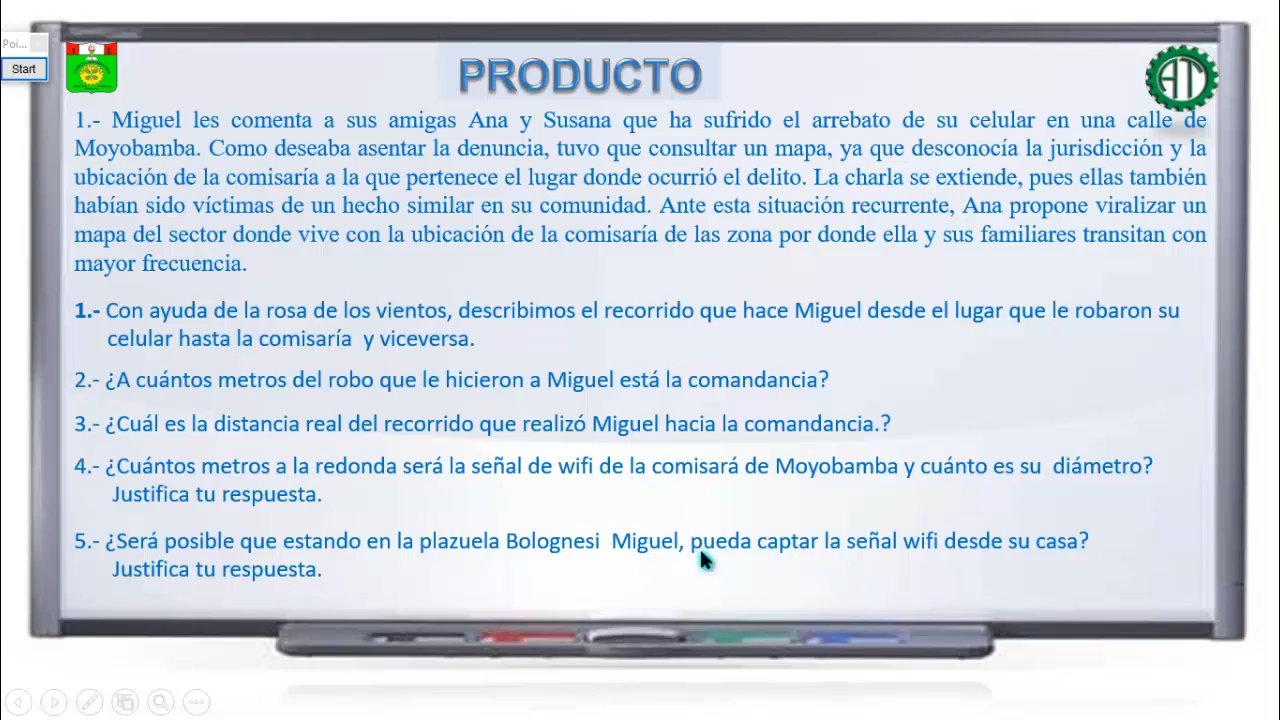 Poi...
Start
PRODUCTO
AT
1.- Miguel les comenta a sus amigas Ana y Susana que ha sufrido el arrebato de su celular en una calle de
Moyobamba. Como deseaba asentar la denuncia, tuvo que consultar un mapa, ya que desconocía la jurisdicción y la
ubicación de la comisaría a la que pertenece el lugar donde ocurrió el delito. La charla se extiende, pues ellas también
habían sido víctimas de un hecho similar en su comunidad. Ante esta situación recurrente, Ana propone viralizar un
mapa del sector donde vive con la ubicación de la comisaría de las zona por donde ella y sus familiares transitan con
mayor frecuencia.
1.- Con ayuda de la rosa de los vientos, describimos el recorrido que hace Miguel desde el lugar que le robaron su
celular hasta la comisaría y viceversa.
2.- ¿A cuántos metros del robo que le hicieron a Miguel está la comandancia?
3.- ¿Cuál es la distancia real del recorrido que realizó Miguel hacia la comandancia.?
4.- ¿Cuántos metros a la redonda será la señal de wifi de la comisará de Moyobamba y cuánto es su diámetro?
Justifica tu respuesta.
5.- ¿Será posible que estando en la plazuela Bolognesi Miguel, pueda captar la señal wifi desde su casa?
Justifica tu respuesta.